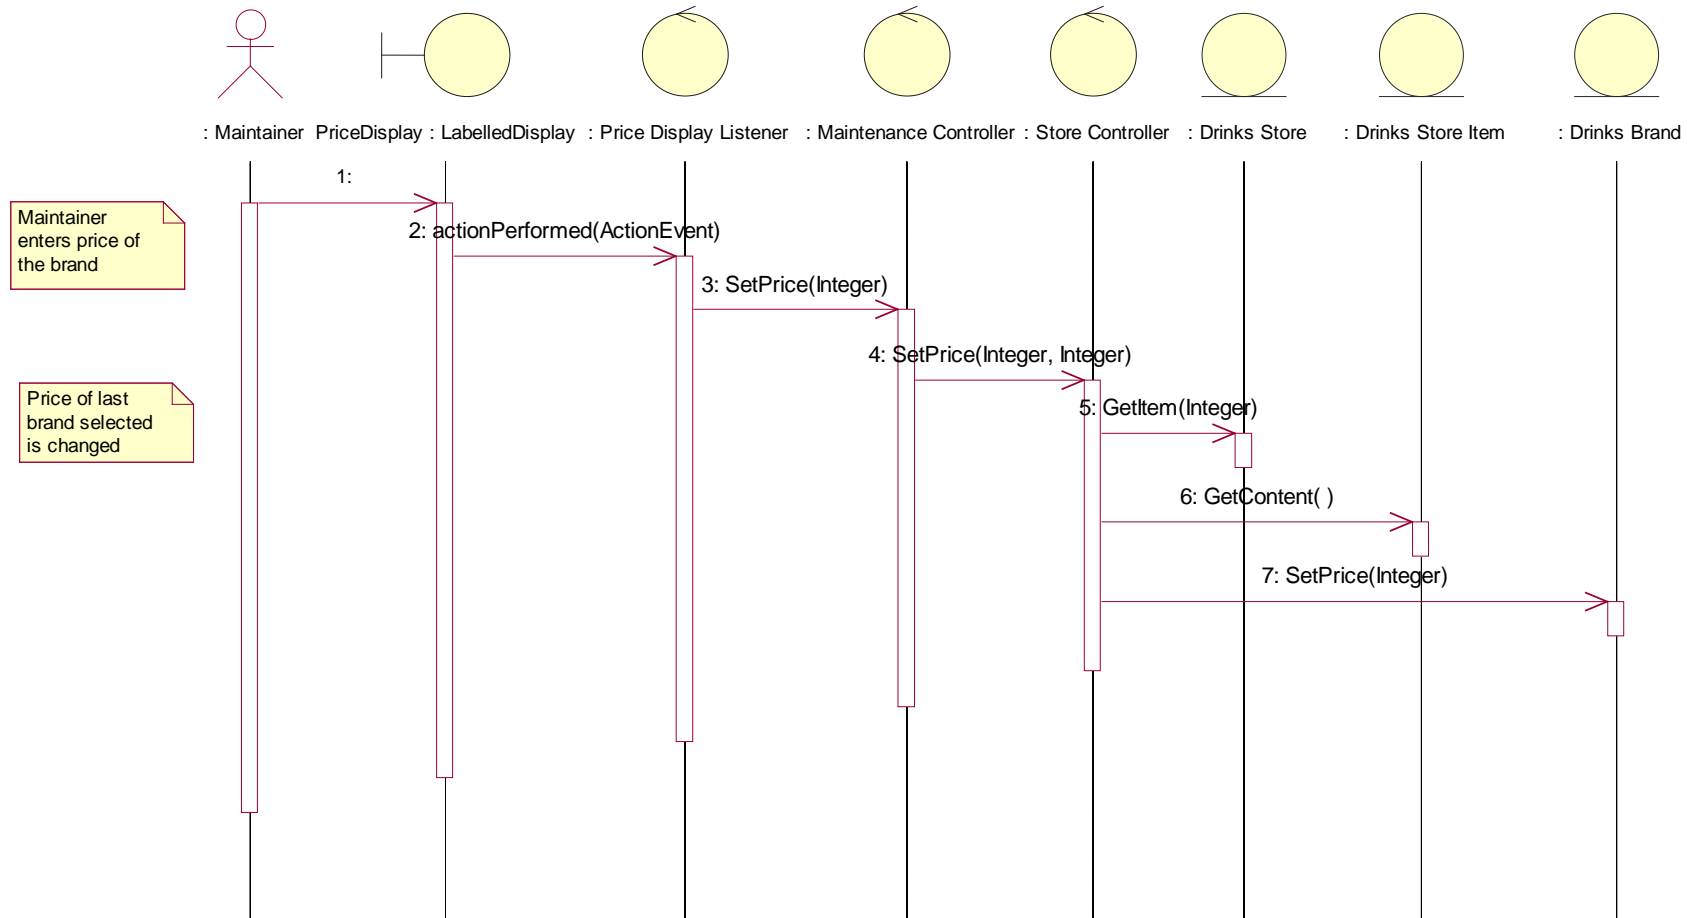 : Maintainer PriceDisplay : LabelledDisplay : Price Display Listener : Maintenance Controller : Store Controller : Drinks Store : Drinks Store Item : Drinks Brand
1:
Maintainer
enters price of
the brand
2: actionPerformed(ActionEvent)
3: SetPrice(Integer)
4: SetPrice(Integer, Integer)
Price of last
brand selected
is changed
5: GetItem(Integer)
6: GetContent( )
7: SetPrice(Integer)